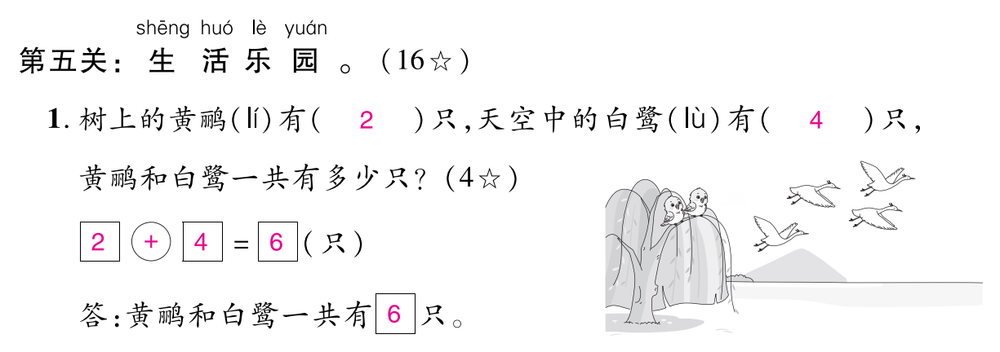 shēng huó lè yuán
第五关：生活乐园。(16☆)
1. 树上的黄鹂(lí)有( 2 )只,天空中的白鹭(lù)有( 4 )只,
黄鹂和白鹭一共有多少只? (4☆)
2 + 4 = 6 (只)
答:黄鹂和白鹭一共有 6 只。